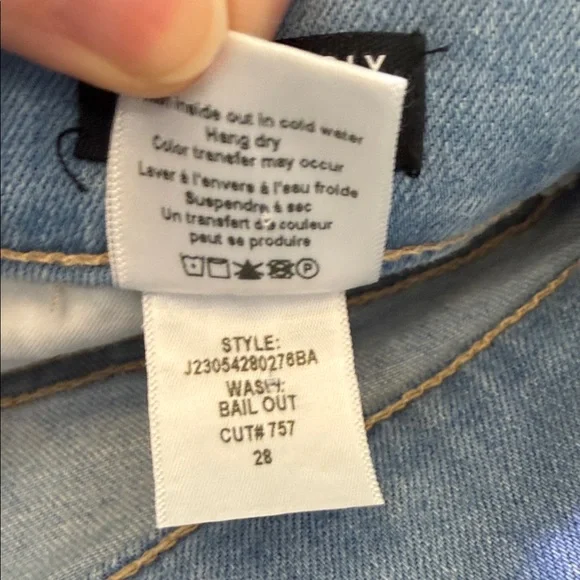 inside out in cold water
Hang dry
Color transfer may occur
Laver à l'envers à l'eau froide
Suspendre à sec
Un transfert de couleur
peut se produire
P
STYLE:
J23054280276BA
WASH:
BAIL OUT
CUT# 757
28